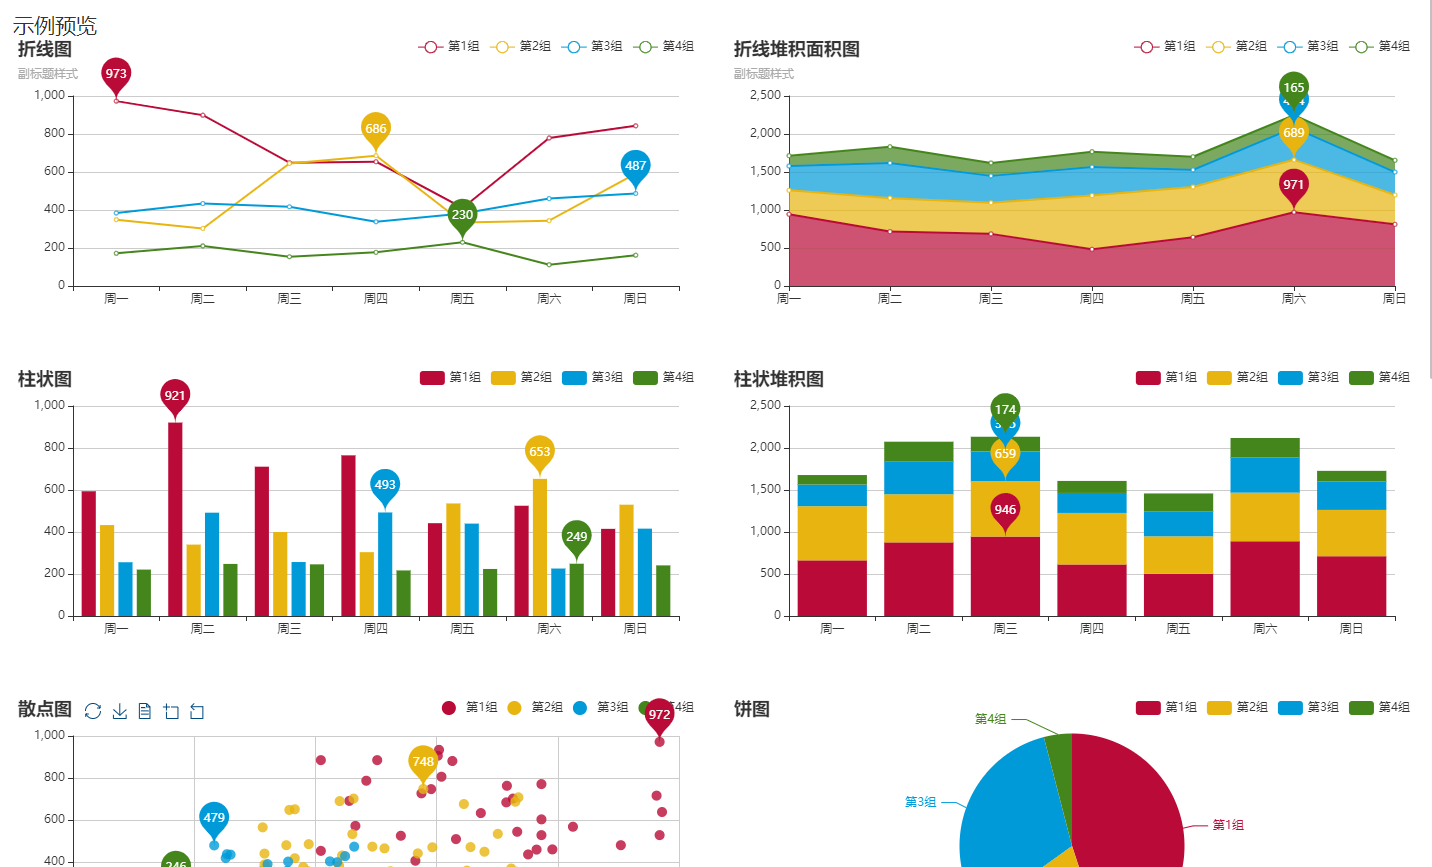 示例预览
折线图
第1组 第2组 第3组 第4组
副标题样式
973
686
487
230
1,000
800
600
400
200
0
周一 周二 周三 周四 周五 周六 周日
折线堆积面积图
第1组 第2组 第3组 第4组
副标题样式
165
689
971
2,500
2,000
1,500
1,000
500
0
周一 周二 周三 周四 周五 周六 周日
柱状图
第1组 第2组 第3组 第4组
921
653
493
249
1,000
800
600
400
200
0
周一 周二 周三 周四 周五 周六 周日
柱状堆积图
第1组 第2组 第3组 第4组
174
659
946
2,500
2,000
1,500
1,000
500
0
周一 周二 周三 周四 周五 周六 周日
散点图
第1组 第2组 第3组 4组
972
748
479
246
1,000
800
600
400
饼图
第1组 第2组 第3组 第4组
第4组
第3组
第1组